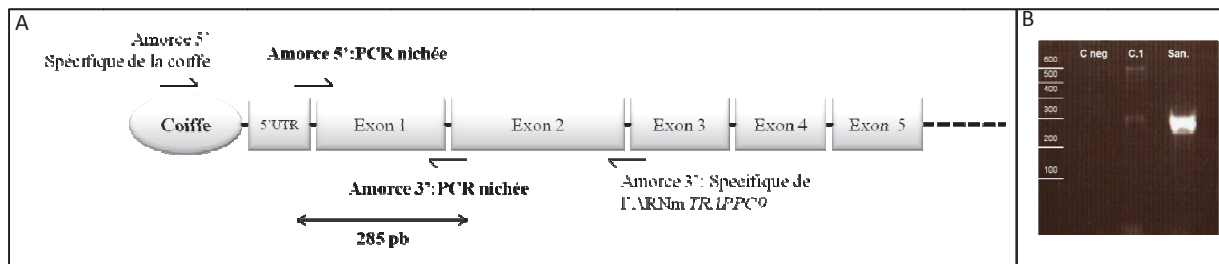 A
Amorce 5'
Spécifique de la coiffe
Amorce 5':PCR nichée
Coiffe
5'UTR
Exon 1
Exon 2
Exon 3
Exon 4
Exon 5
Amorce 3':PCR nichée
Amorce 3': Spécifique de
l'ARNm TRAPPC9
285 pb
B
C neg
C.1
San.
600
500
400
300
200
100